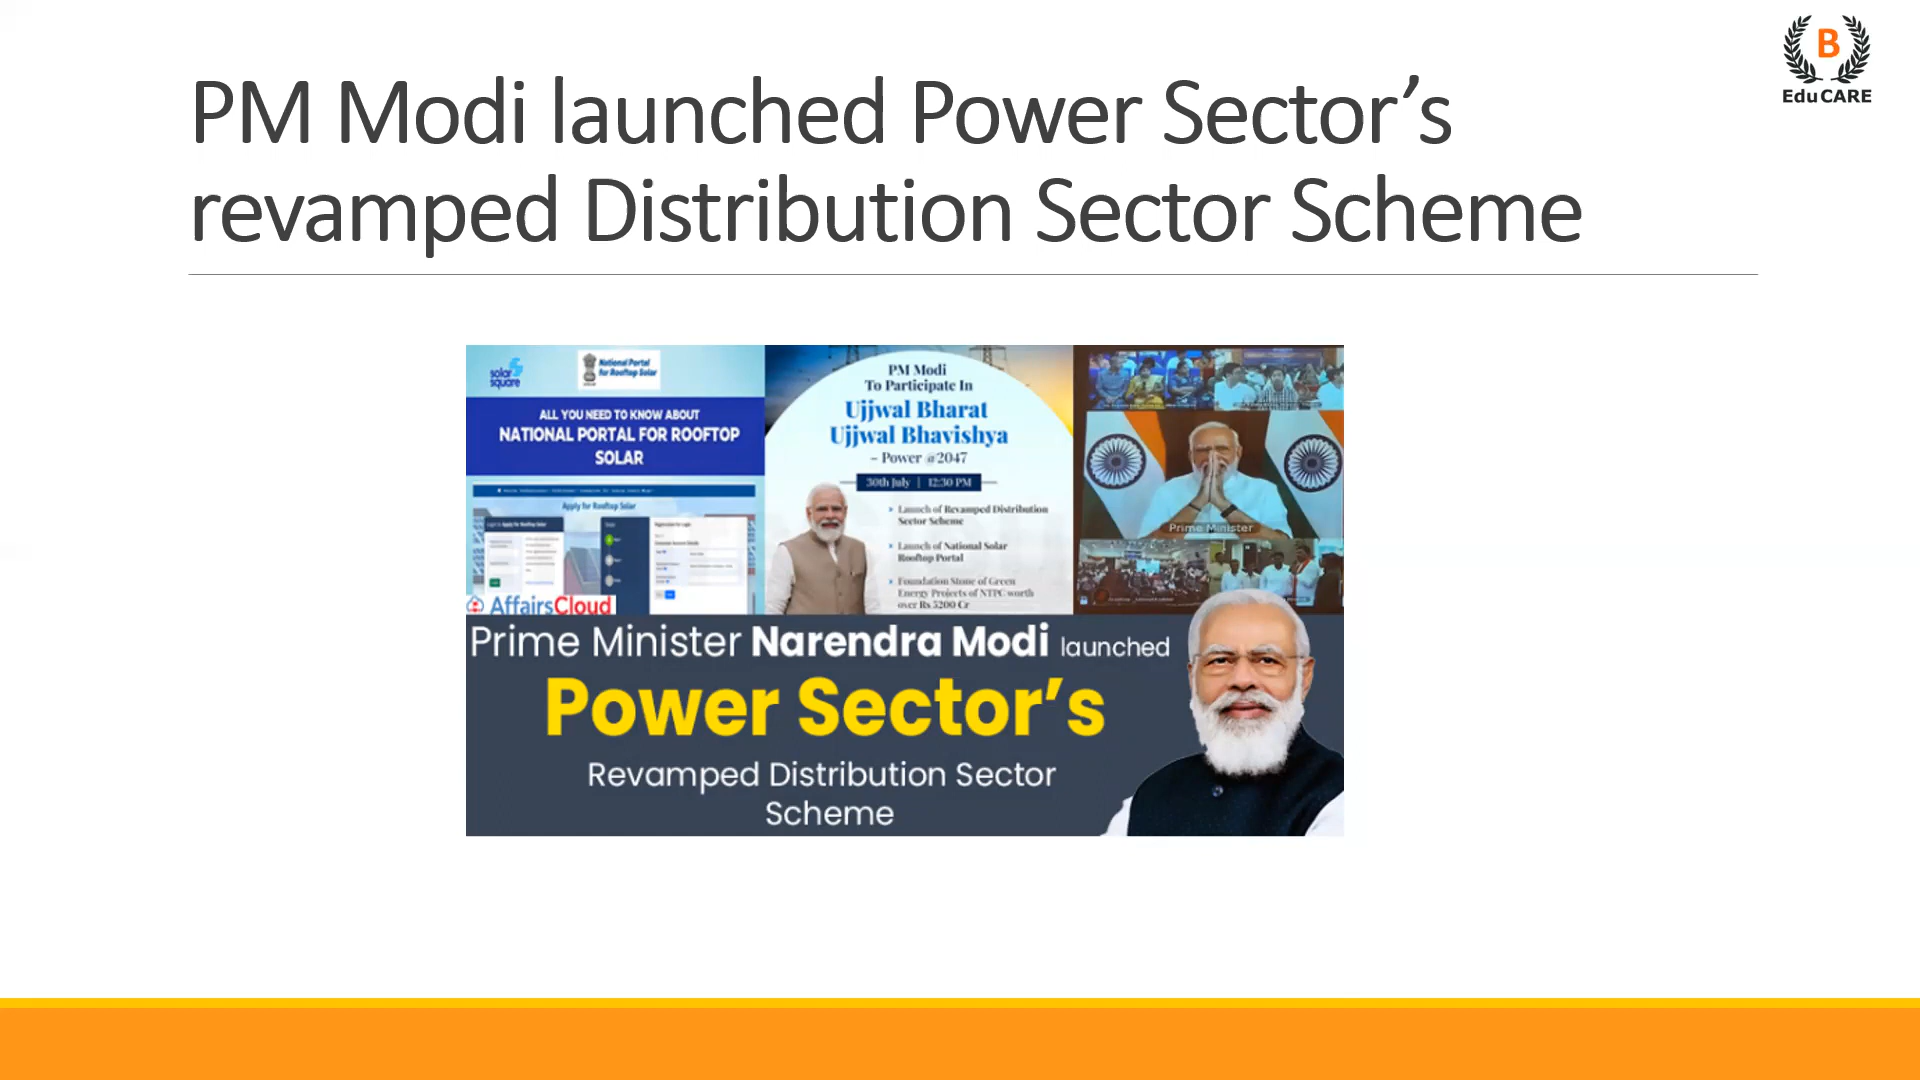 B
EduCARE
PM Modi launched Power Sector’s
revamped Distribution Sector Scheme
solar
square
National Portal
for Rooftop Solar
ALL YOU NEED TO KNOW ABOUT
NATIONAL PORTAL FOR ROOFTOP
SOLAR
Apply for Rooftop Solar
AffairsCloud
PM Modi
To Participate In
Ujjwal Bharat
Ujjwal Bhavishya
– Power @2047
30th July | 12:30 PM
Launch of Revamped Distribution
Sector Scheme
Launch of National Solar
Rooftop Portal
Foundation Stone of Green
Energy Projects of NTPC worth
over Rs 5200 Cr
Prime Minister
Prime Minister Narendra Modi launched
Power Sector’s
Revamped Distribution Sector
Scheme